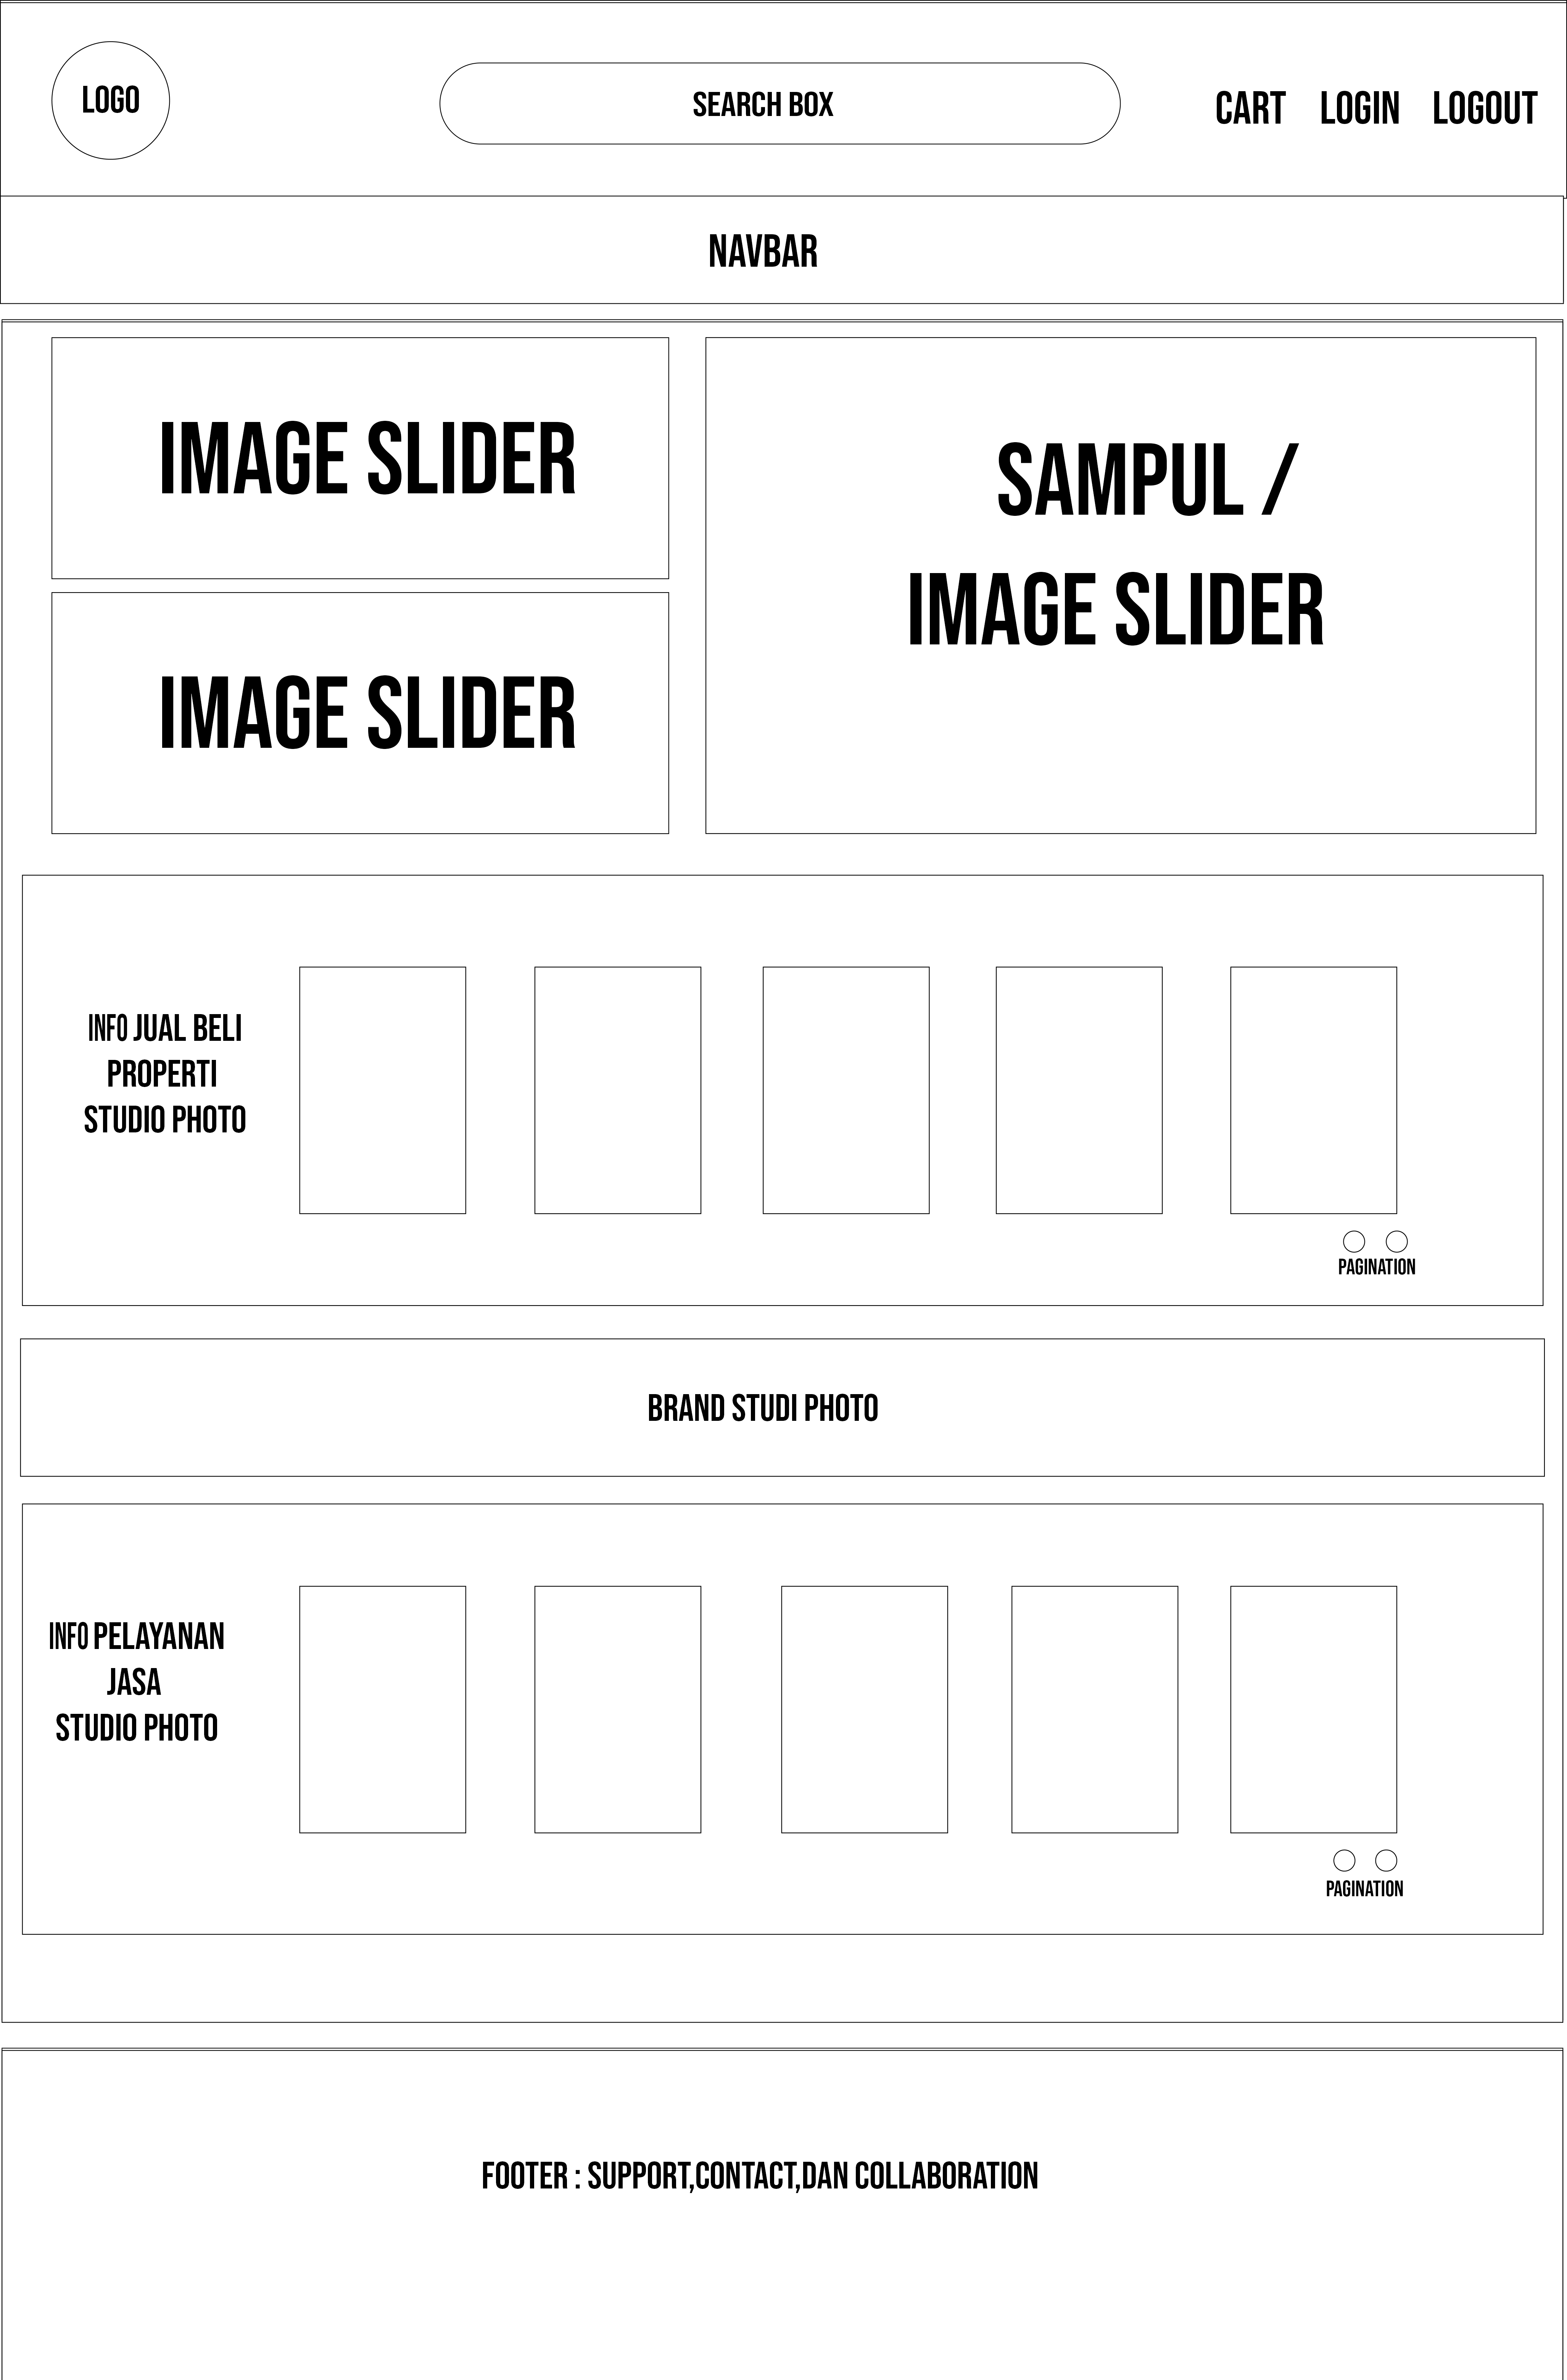 LOGO
SEARCH BOX
CART LOGIN LOGOUT
NAVBAR
IMAGE SLIDER
SAMPUL /
IMAGE SLIDER
IMAGE SLIDER
INFO JUAL BELI
PROPERTI
STUDIO PHOTO
PAGINATION
BRAND STUDI PHOTO
INFO PELAYANAN
JASA
STUDIO PHOTO
PAGINATION
FOOTER : SUPPORT,CONTACT,DAN COLLABORATION